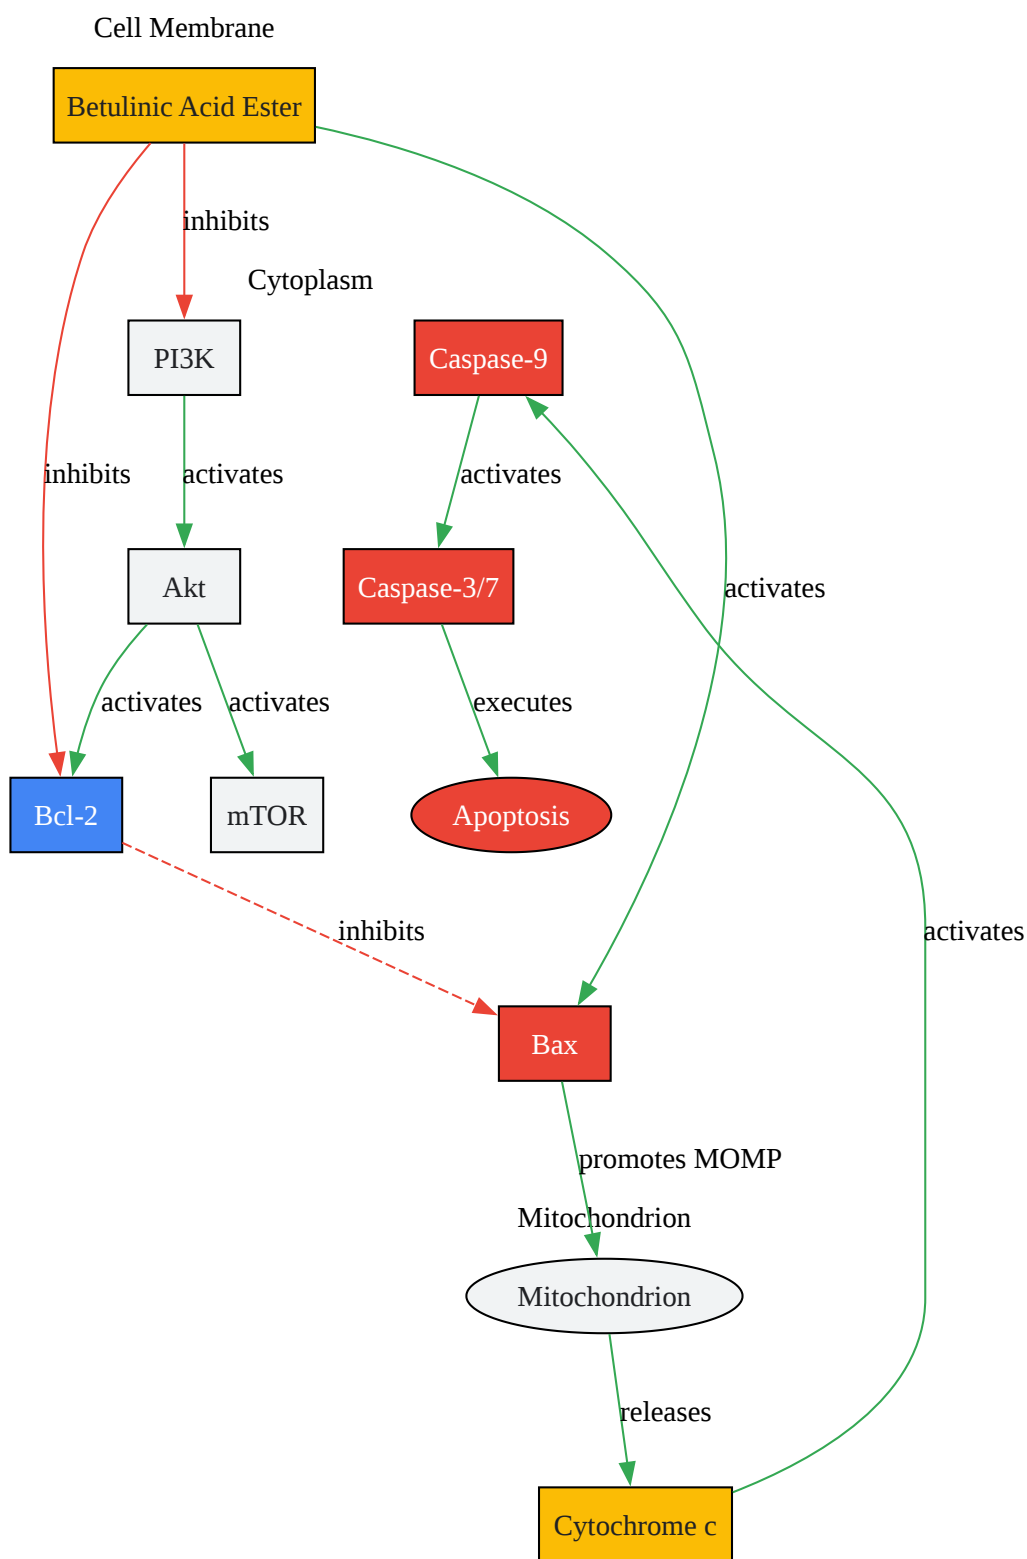 Cell Membrane
Betulinic Acid Ester
inhibits
Cytoplasm
PI3K
Caspase-9
inhibits
activates
activates
Akt
Caspase-3/7
activates
activates
activates
executes
Bcl-2
mTOR
Apoptosis
inhibits
activates
Bax
promotes MOMP
Mitochondrion
Mitochondrion
releases
Cytochrome c